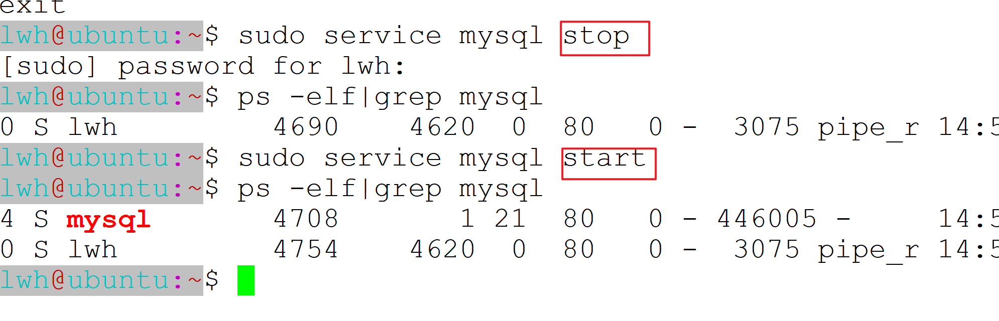 exit
lwh@ubuntu:~$ sudo service mysql stop
[sudo] password for lwh:
lwh@ubuntu:~$ ps -elf|grep mysql
0 S lwh 4690 4620 0 80 0 - 3075 pipe_r 14:5
lwh@ubuntu:~$ sudo service mysql start
lwh@ubuntu:~$ ps -elf|grep mysql
4 S mysql 4708 1 21 80 0 - 446005 - 14:5
0 S lwh 4754 4620 0 80 0 - 3075 pipe_r 14:5
lwh@ubuntu:~$